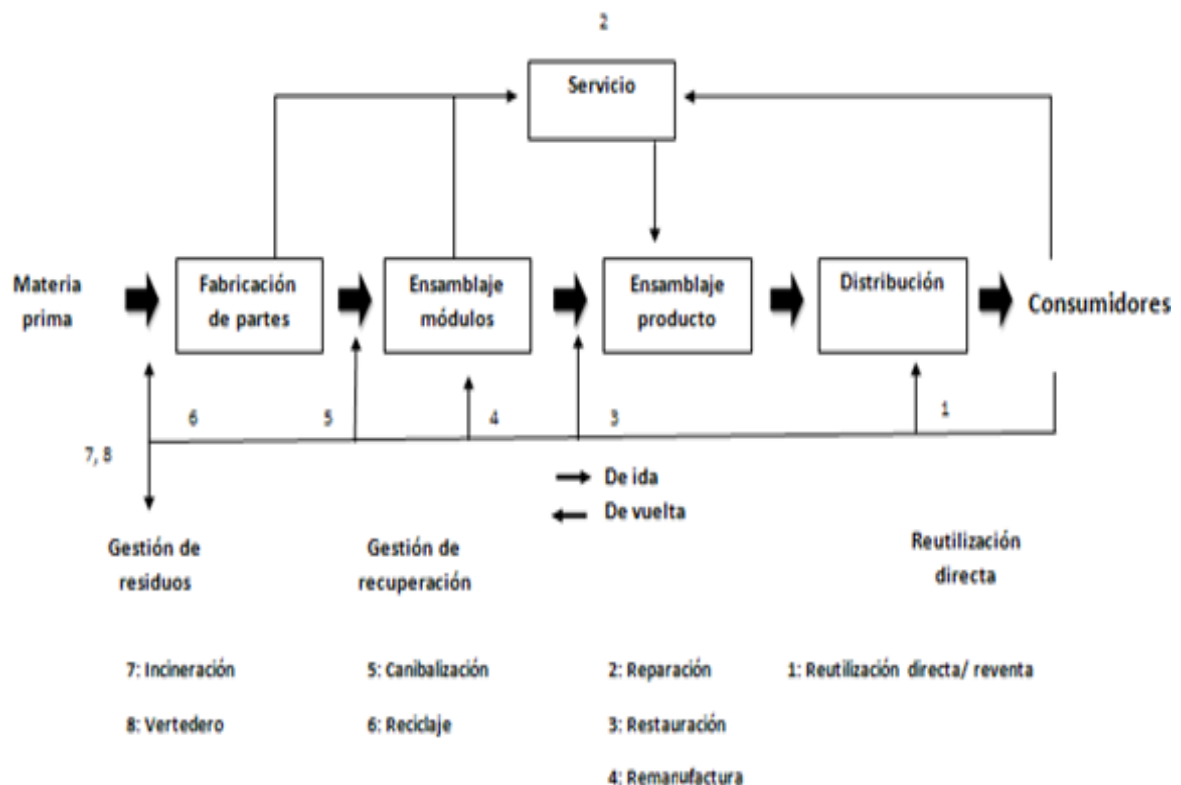 2
Servicio
Materia
prima
Fabricación
de partes
Ensamblaje
módulos
Ensamblaje
producto
Distribución
Consumidores
6
5
4
3
1
7, 8
De ida
De vuelta
Gestión de
residuos
Gestión de
recuperación
Reutilización
directa
7: Incineración
5: Canibalización
2: Reparación
1: Reutilización directa/ reventa
8: Vertedero
6: Reciclaje
3: Restauración
4: Remanufactura